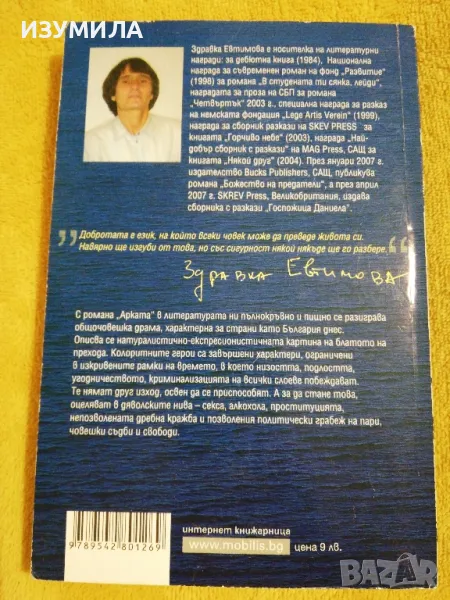 ИЗУМИЛА
Здравка Евтимова е носителка на литературни
награди: за дебютна книга (1984), Национална
награда за съвременен роман на фонд „Развитие"
(1998) за романа „В студената ти сянка, лейди",
наградата за проза на СБП за романа
„Четвъртък" 2003 г., специална награда за разказ
на немската фондация „Lege Artis Verein" (1999),
награда за сборник разкази на SKEV PRESS за
книгата „Горчиво небе" (2003), награда „Най-
добър сборник с разкази" на MAG Press, САЩ за
книгата „Някой друг" (2004). През януари 2007 г.
издателство Bucks Publishers, САЩ, публикува
романа „Божество на предатели", а през април
2007 г. SKREV Press, Великобритания, издава
сборника с разкази „Госпожица Даниела".
„Добротата е език, на който всеки човек може да преведе живота си.
Навярно ще изгуби от това, но със сигурност някой някъде ще го разбере."
Здравка Евтимова
С романа „Арката" в литературата ни пълнокръвно и пищно се разиграва
общочовешка драма, характерна за страни като България днес.
Описва се натуралистично-експресионистичната картина на блатото на
прехода. Колоритните герои са завършени характери, ограничени
в изкривените рамки на времето, в което низостта, подлостта,
угодничеството, криминализацията на всички слоеве побеждават.
Те нямат друг изход, освен да се приспособят. А за да стане това,
оцеляват в дяволските нива – секса, алкохола, проституцията,
непозволената дребна кражба и позволения политически грабеж на пари,
човешки съдби и свободи.
интернет книжарница
www.mobilis.bg цена 9 лв.
9 789542 801269
BAZAR